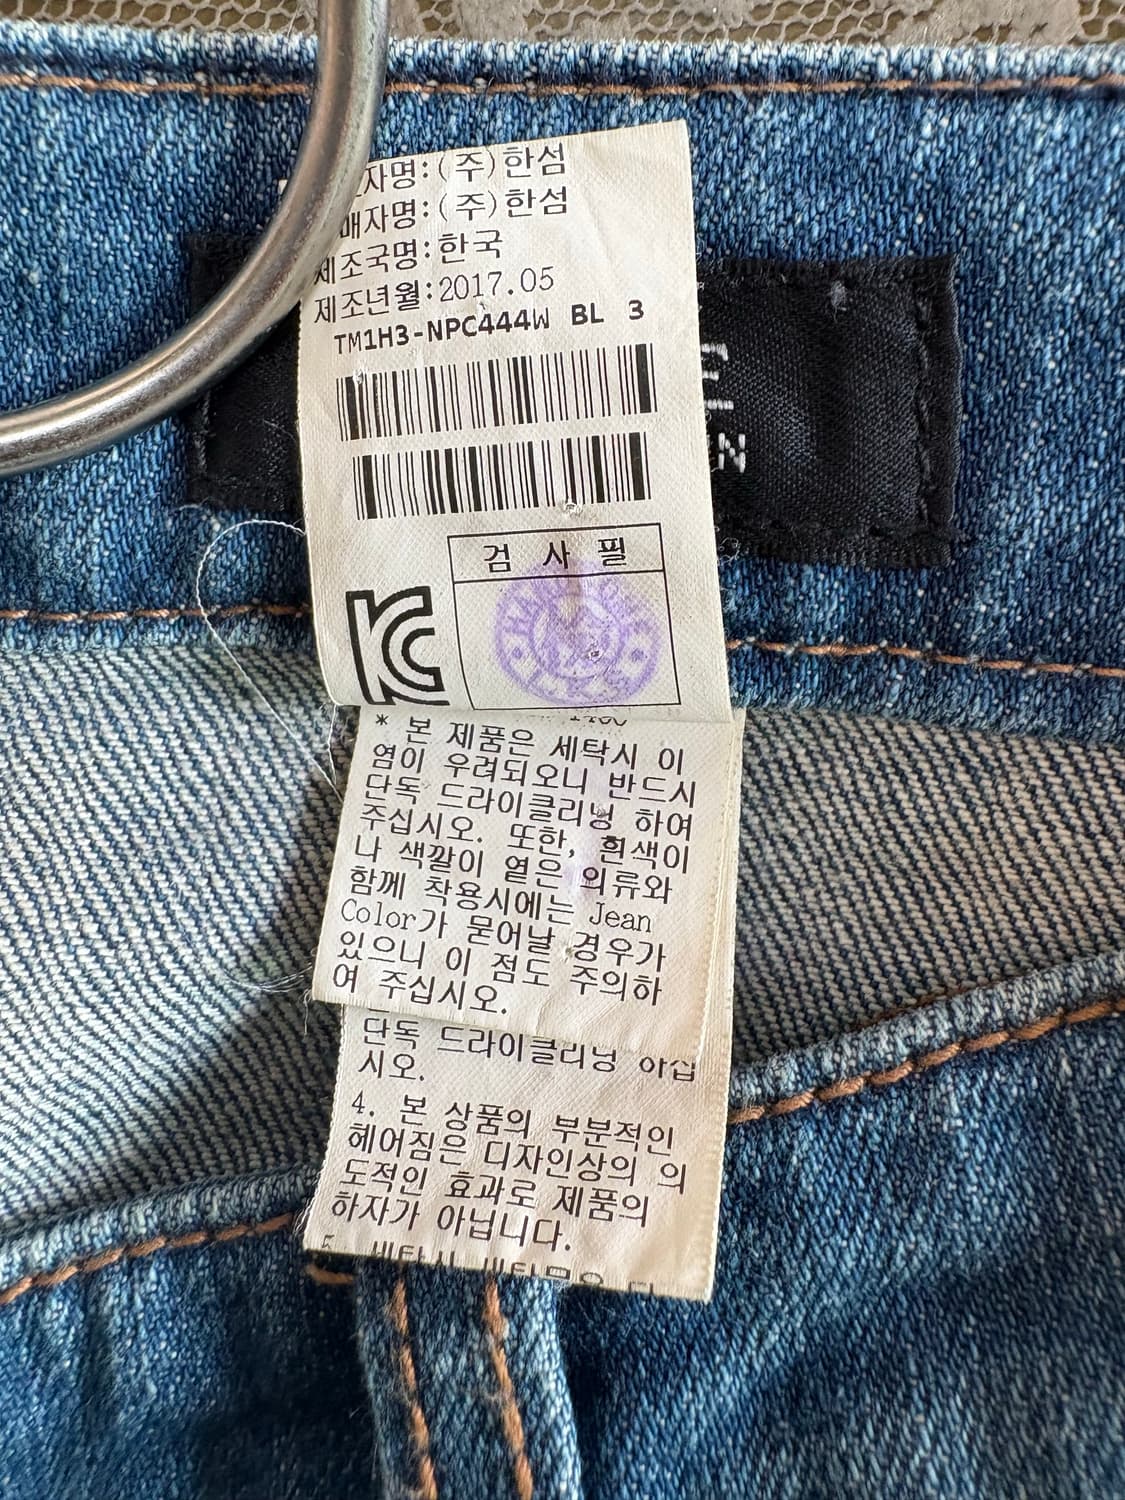 자명:(주)한섬
매자명:(주)한섬
제조국명:한국
제조년월:2017.05
TM1H3-NPC444W BL 3
검 사 필
* 본 제품은 세탁시 이
염이 우려되오니 반드시
단독 드라이클리닝 하여
주십시오. 또한, 흰색이
나 색깔이 옅은 의류와
함께 착용시에는 Jean
Color가 묻어날 경우가
있으니 이 점도 주의하
여 주십시오.
단독 드라이클리닝 하십
시오.
4. 본 상품의 부분적인
헤어짐은 디자인상의 의
도적인 효과로 제품의
하자가 아닙니다.